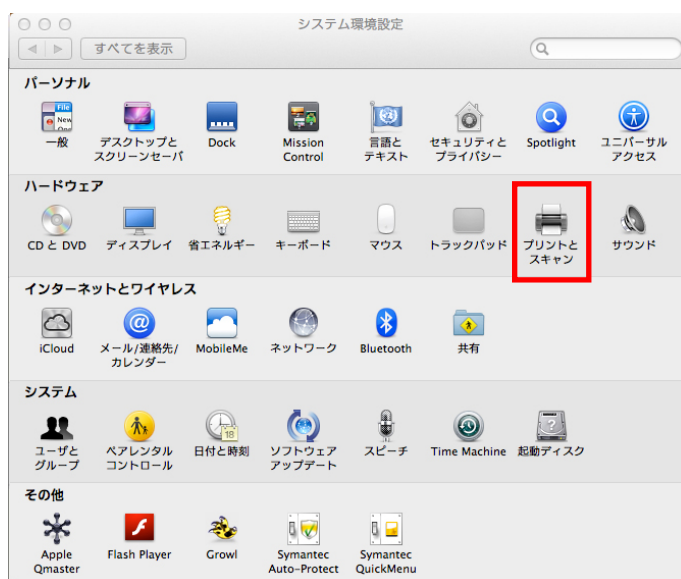 システム環境設定
すべてを表示
パーソナル
File
New
One
一般
デスクトップと
スクリーンセーバ
Dock
Mission
Control
言語と
テキスト
セキュリティと
プライバシー
Spotlight
ユニバーサル
アクセス
ハードウェア
CD と DVD
ディスプレイ
省エネルギー
キーボード
マウス
トラックパッド
プリントと
スキャン
サウンド
インターネットとワイヤレス
iCloud
メール/連絡先/
カレンダー
MobileMe
ネットワーク
Bluetooth
共有
システム
ユーザと
グループ
ペアレンタル
コントロール
18
日付と時刻
ソフトウェア
アップデート
スピーチ
Time Machine
?
起動ディスク
その他
Apple
Qmaster
Flash Player
Growl
Symantec
Auto-Protect
Symantec
QuickMenu